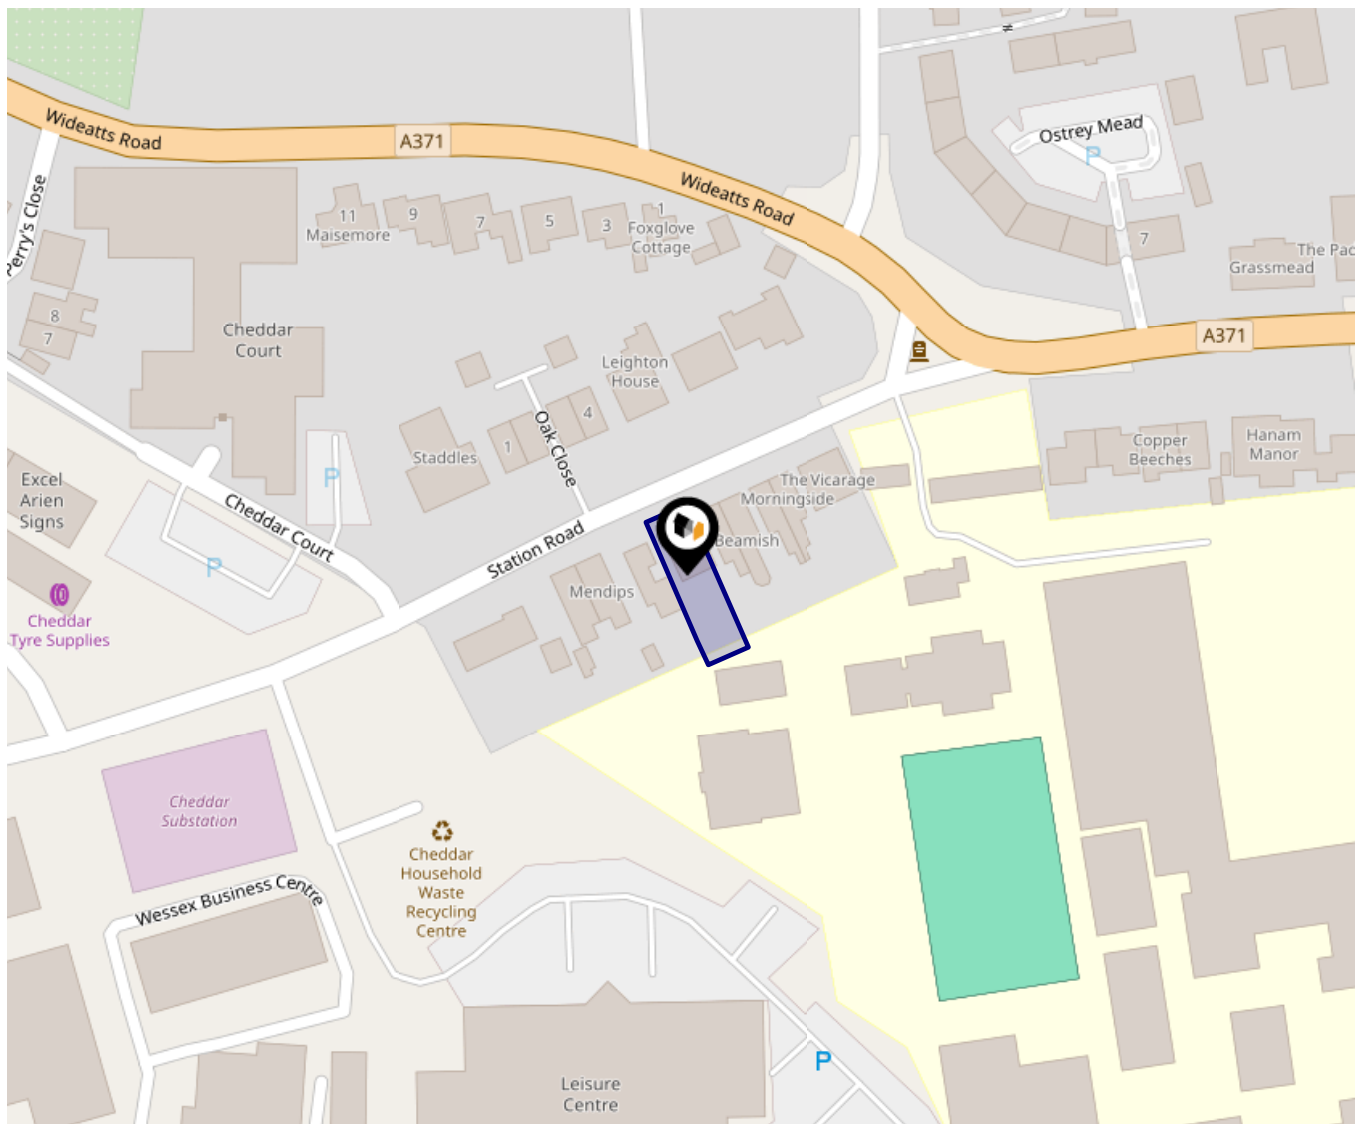 Wideatts Road
A371
Wideatts Road
Ostrey Mead
P
Perry's Close
11
Maisemore
9
7
5
3
1
Foxglove
Cottage
7
Grassmead
The Pad
A371
8
7
Cheddar
Court
Leighton
House
Oak Close
4
1
Staddles
P
Copper
Beeches
Hanam
Manor
The Vicarage
Morningside
Beamish
Excel
Arien
Signs
Cheddar Court
P
Station Road
Mendips
Cheddar
Tyre Supplies
Cheddar
Substation
Cheddar
Household
Waste
Recycling
Centre
Wessex Business Centre
P
Leisure
Centre